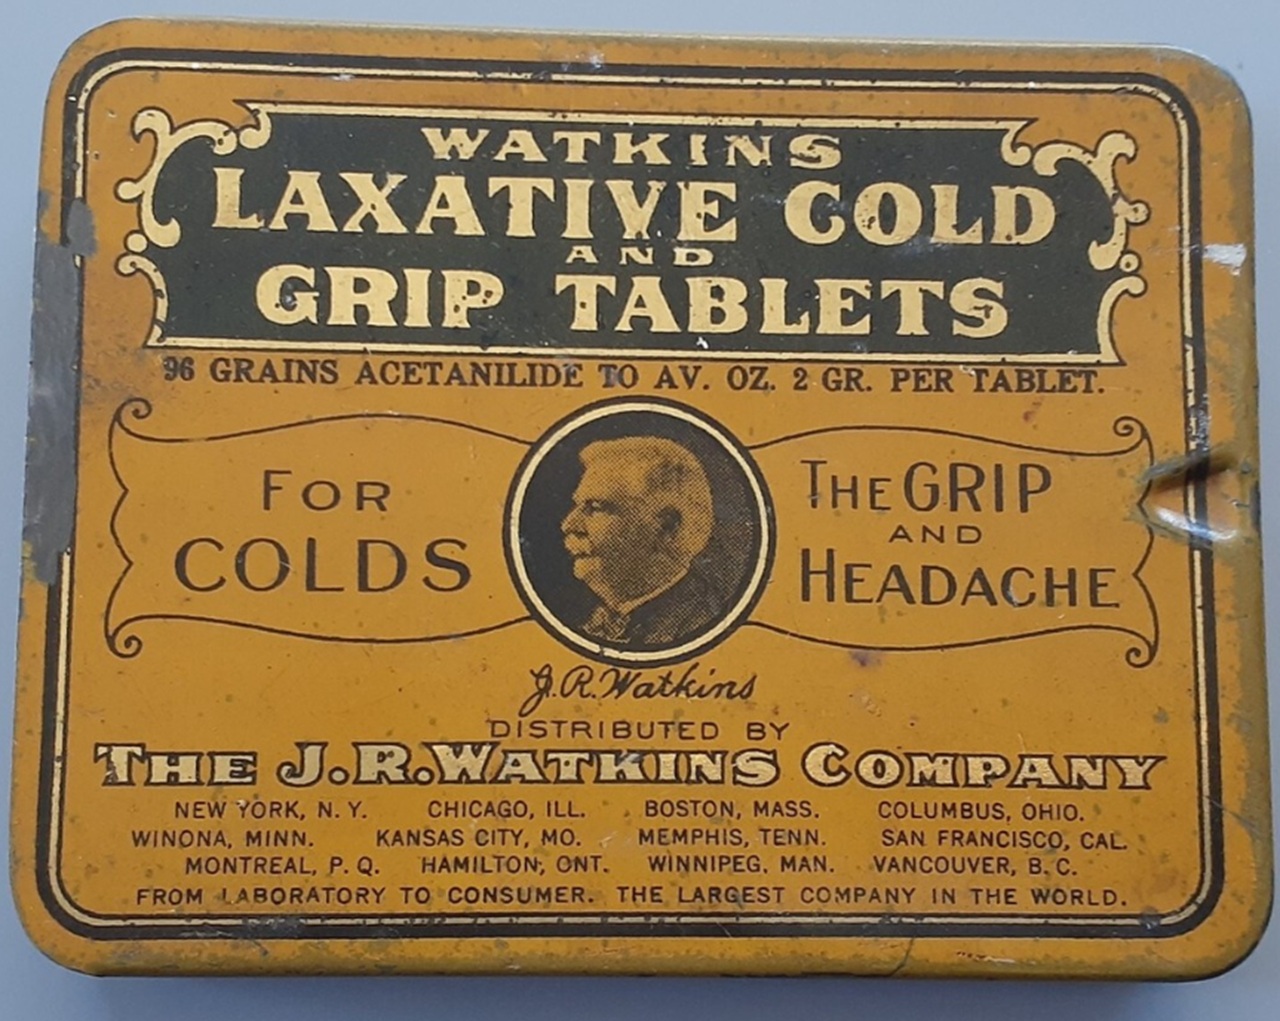 WATKINS
LAXATIVE COLD
AND
GRIP TABLETS
96 GRAINS ACETANILIDE TO AV. OZ. 2 GR. PER TABLET.
FOR
COLDS
THE GRIP
AND
HEADACHE
J.R. Watkins
DISTRIBUTED BY
THE J.R. WATKINS COMPANY
NEW YORK, N. Y. CHICAGO, ILL. BOSTON, MASS. COLUMBUS, OHIO.
WINONA, MINN. KANSAS CITY, MO. MEMPHIS, TENN. SAN FRANCISCO, CAL.
MONTREAL, P. Q. HAMILTON, ONT. WINNIPEG, MAN. VANCOUVER, B. C.
FROM LABORATORY TO CONSUMER. THE LARGEST COMPANY IN THE WORLD.